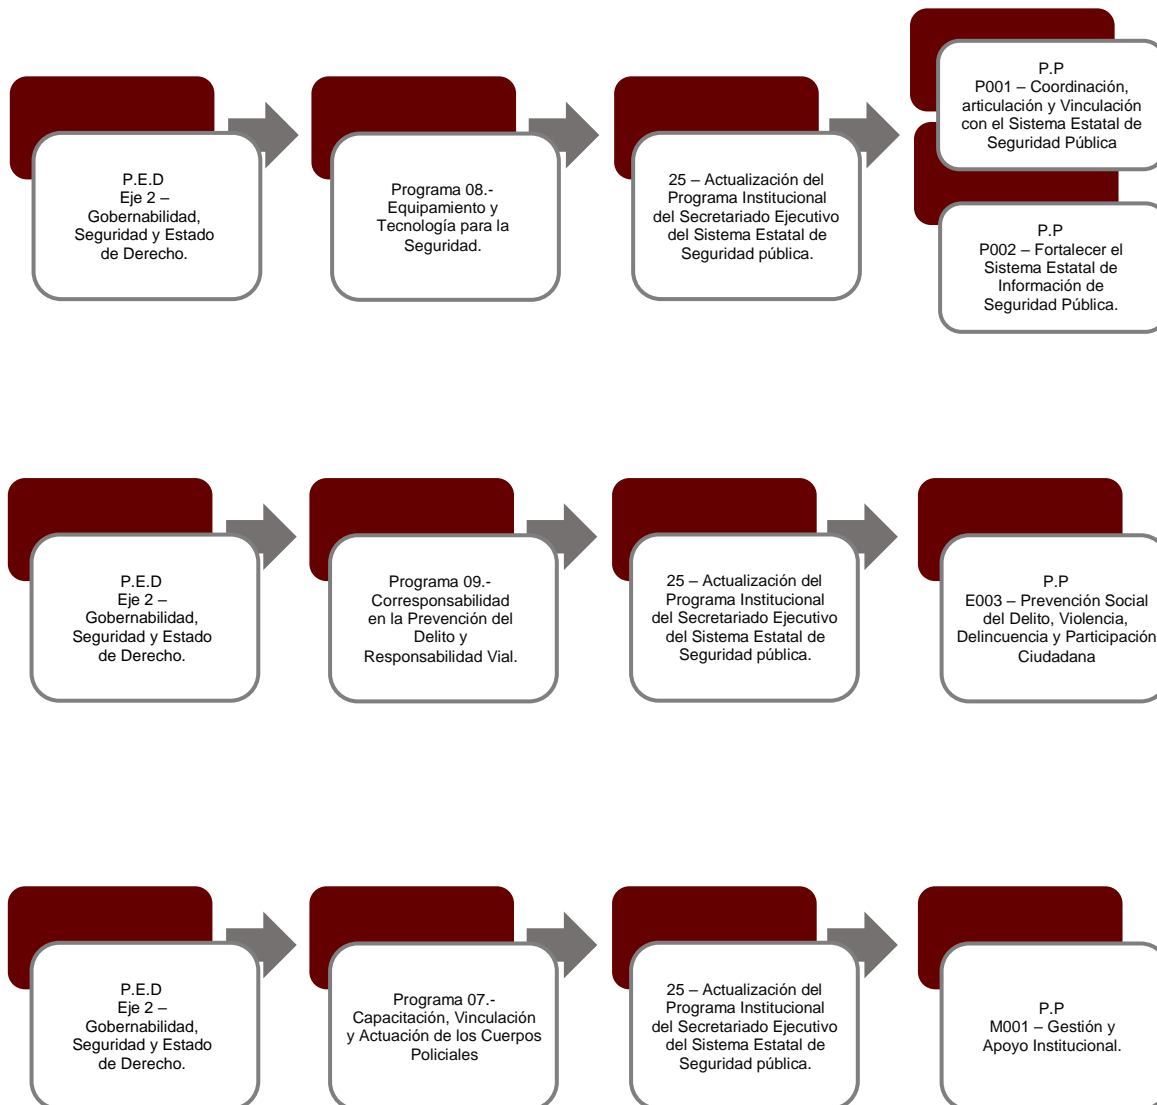 P.E.D
Eje 2 –
Gobernabilidad,
Seguridad y Estado
de Derecho.
Programa 08.-
Equipamiento y
Tecnología para la
Seguridad.
25 – Actualización del
Programa Institucional
del Secretariado Ejecutivo
del Sistema Estatal de
Seguridad pública.
P.P
P001 – Coordinación,
articulación y Vinculación
con el Sistema Estatal de
Seguridad Pública
P.P
P002 – Fortalecer el
Sistema Estatal de
Información de
Seguridad Pública.
P.E.D
Eje 2 –
Gobernabilidad,
Seguridad y Estado
de Derecho.
Programa 09.-
Corresponsabilidad
en la Prevención del
Delito y
Responsabilidad Vial.
25 – Actualización del
Programa Institucional
del Secretariado Ejecutivo
del Sistema Estatal de
Seguridad pública.
P.P
E003 – Prevención Social
del Delito, Violencia,
Delincuencia y Participación
Ciudadana
P.E.D
Eje 2 –
Gobernabilidad,
Seguridad y Estado
de Derecho.
Programa 07.-
Capacitación, Vinculación
y Actuación de los Cuerpos
Policiales
25 – Actualización del
Programa Institucional
del Secretariado Ejecutivo
del Sistema Estatal de
Seguridad pública.
P.P
M001 – Gestión y
Apoyo Institucional.